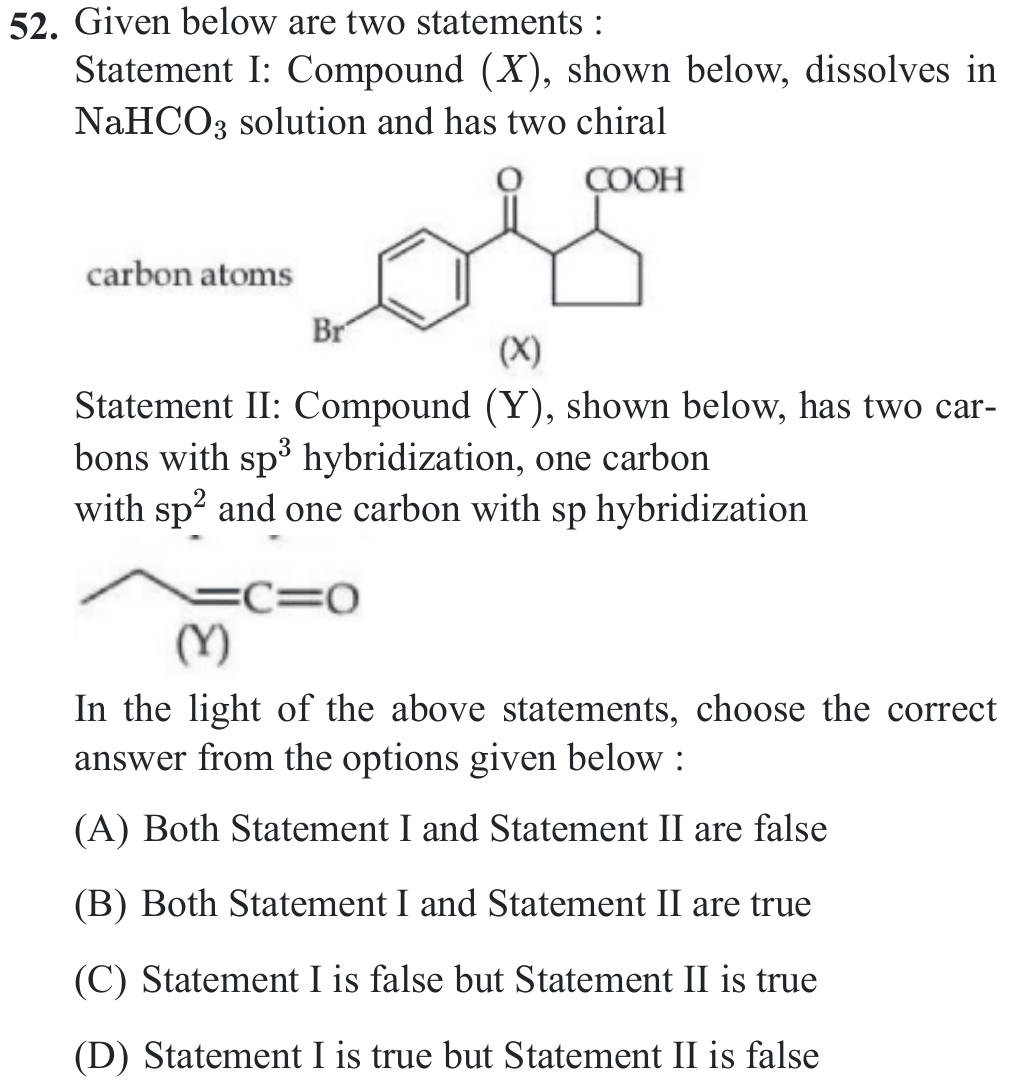 52. Given below are two statements :
Statement I: Compound (X), shown below, dissolves in
NaHCO₃ solution and has two chiral
O COOH
carbon atoms
Br
(X)
Statement II: Compound (Y), shown below, has two car-
bons with sp³ hybridization, one carbon
with sp² and one carbon with sp hybridization
=C=O
(Y)
In the light of the above statements, choose the correct
answer from the options given below :
(A) Both Statement I and Statement II are false
(B) Both Statement I and Statement II are true
(C) Statement I is false but Statement II is true
(D) Statement I is true but Statement II is false